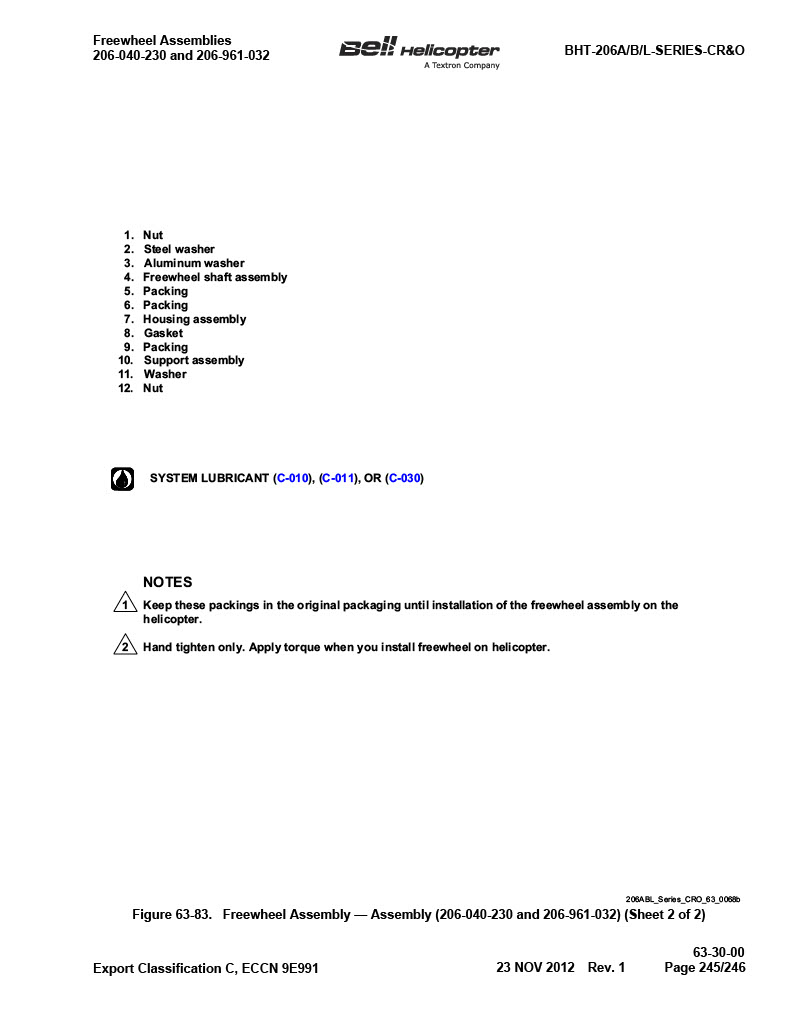 Freewheel Assemblies
206-040-230 and 206-961-032
Bell Helicopter
A Textron Company
BHT-206A/B/L-SERIES-CR&O
1. Nut
2. Steel washer
3. Aluminum washer
4. Freewheel shaft assembly
5. Packing
6. Packing
7. Housing assembly
8. Gasket
9. Packing
10. Support assembly
11. Washer
12. Nut
SYSTEM LUBRICANT (C-010), (C-011), OR (C-030)
NOTES
1 Keep these packings in the original packaging until installation of the freewheel assembly on the
helicopter.
2 Hand tighten only. Apply torque when you install freewheel on helicopter.
206ABL_Series_CRO_63_0068b
Figure 63-83. Freewheel Assembly — Assembly (206-040-230 and 206-961-032) (Sheet 2 of 2)
63-30-00
Export Classification C, ECCN 9E991
23 NOV 2012 Rev. 1 Page 245/246